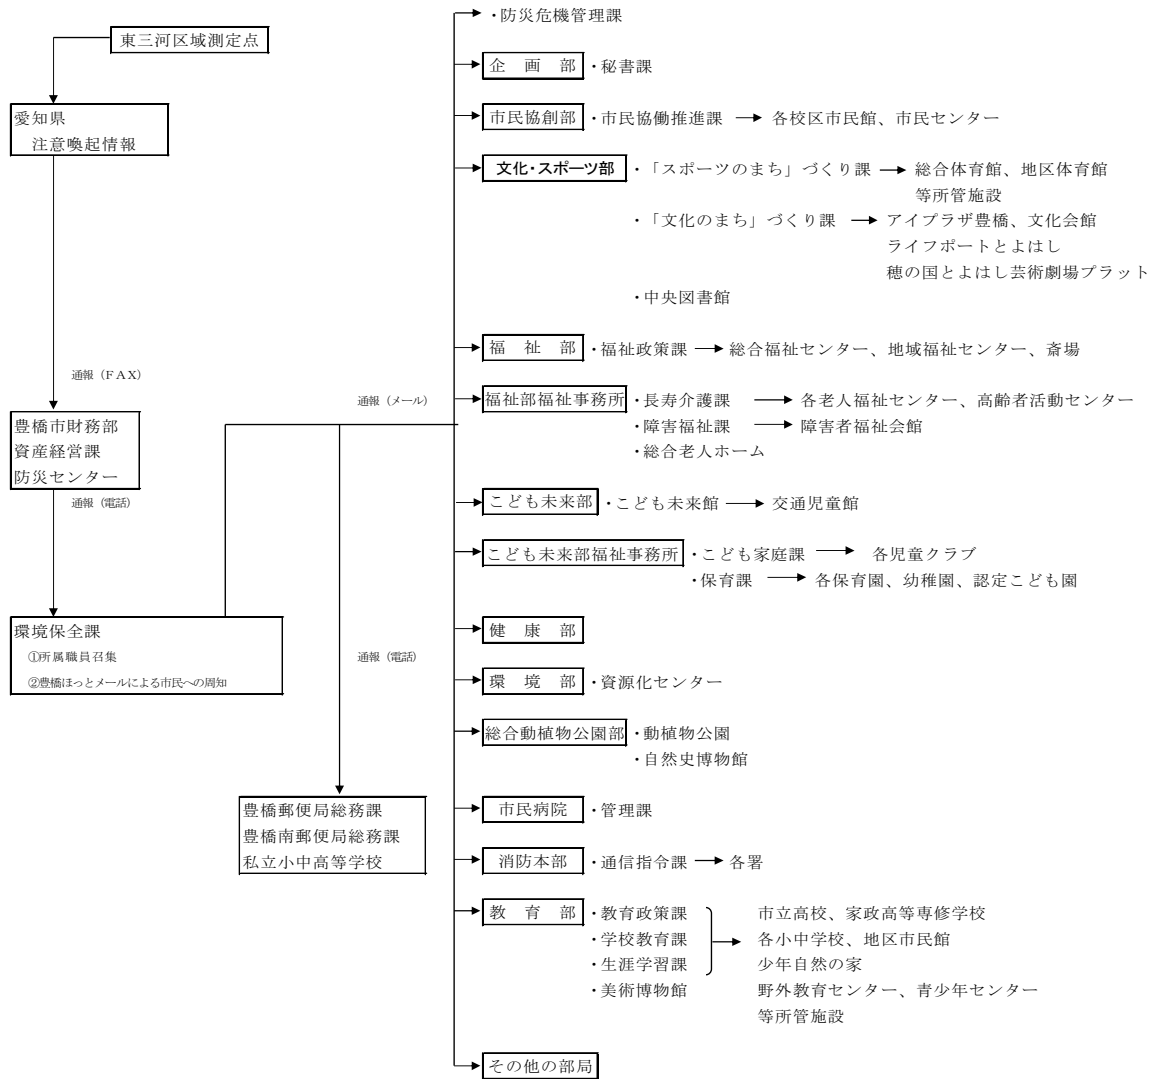 東三河区域測定点
愛知県
注意喚起情報
通報（ＦＡＸ）
豊橋市財務部
資産経営課
防災センター
通報（電話）
環境保全課
①所属職員召集
②豊橋ほっとメールによる市民への周知
通報（メール）
通報（電話）
豊橋郵便局総務課
豊橋南郵便局総務課
私立小中高等学校
・防災危機管理課
企　画　部 ・秘書課
市民協創部 ・市民協働推進課 → 各校区市民館、市民センター
文化・スポーツ部 ・「スポーツのまち」づくり課 → 総合体育館、地区体育館
等所管施設
・「文化のまち」づくり課 → アイプラザ豊橋、文化会館
ライフポートとよはし
穂の国とよはし芸術劇場プラット
・中央図書館
福　祉　部 ・福祉政策課 → 総合福祉センター、地域福祉センター、斎場
福祉部福祉事務所 ・長寿介護課 → 各老人福祉センター、高齢者活動センター
・障害福祉課 → 障害者福祉会館
・総合老人ホーム
こども未来部 ・こども未来館 → 交通児童館
こども未来部福祉事務所 ・こども家庭課 → 各児童クラブ
・保育課 → 各保育園、幼稚園、認定こども園
健　康　部
環　境　部 ・資源化センター
総合動植物公園部 ・動植物公園
・自然史博物館
市民病院 ・管理課
消防本部 ・通信指令課 → 各署
教　育　部 ・教育政策課 市立高校、家政高等専修学校
・学校教育課 → 各小中学校、地区市民館
・生涯学習課 少年自然の家
・美術博物館 野外教育センター、青少年センター
等所管施設
その他の部局